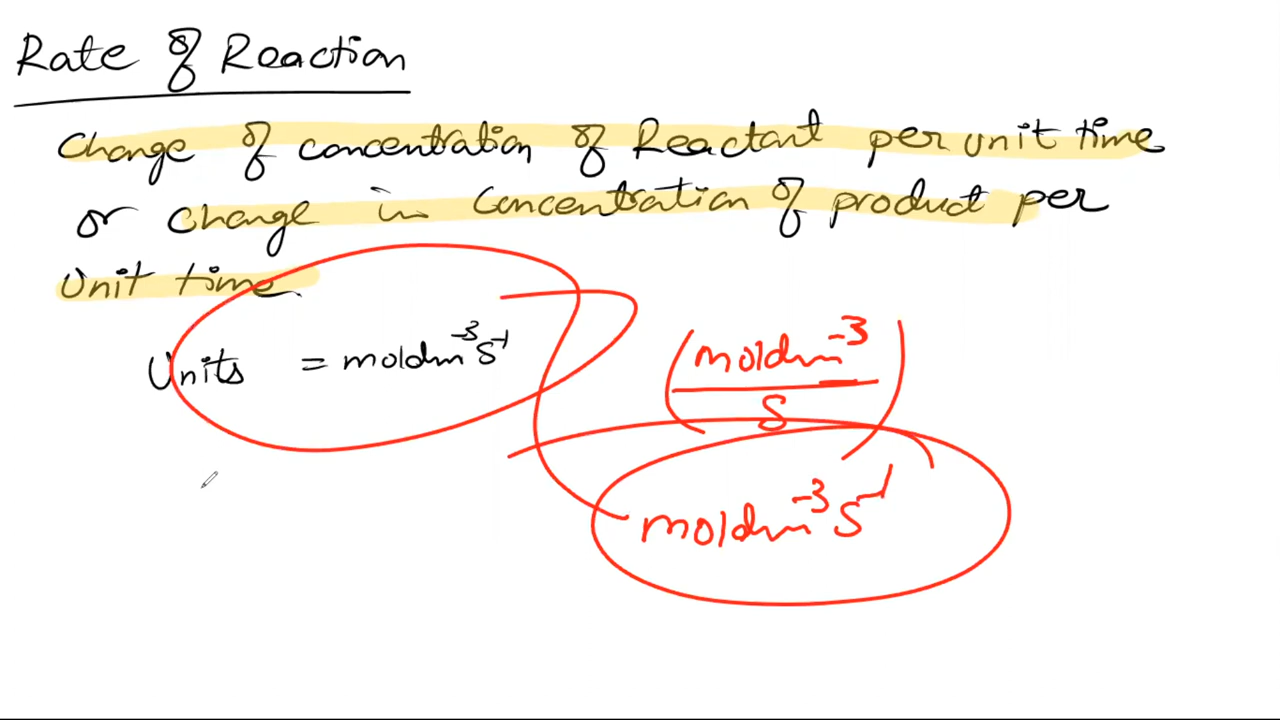 Rate of Reaction
Change of concentration of Reactant per unit time
or change in concentration of product per
Unit time
Units = moldm⁻³S⁻¹
(moldm⁻³/S)
moldm⁻³S⁻¹